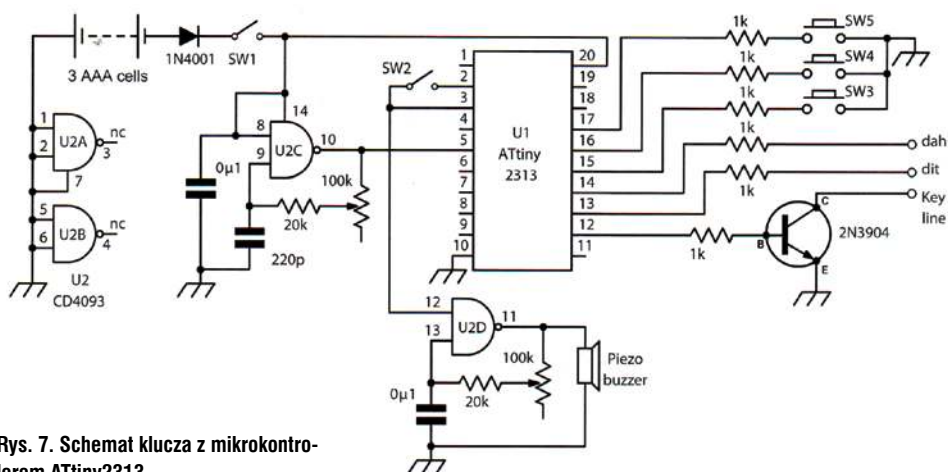 3 AAA cells
1N4001
SW1
SW2
1
2
3
4
5
6
7
8
9
10
20
19
18
17
16
15
14
13
12
11
U1
ATtiny
2313
1k
SW5
1k
SW4
1k
SW3
1k
dah
1k
dit
Key
line
1k
B
C
E
2N3904
1
2
U2A
nc
3
7
5
6
U2B
nc
4
U2
CD4093
14
8
9
U2C
10
0µ1
100k
20k
220p
12
13
U2D
11
100k
0µ1
20k
Piezo
buzzer
Rys. 7. Schemat klucza z mikrokontro-
lerem ATtiny2313